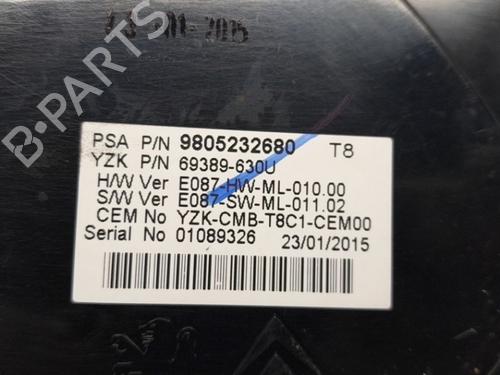 PSA P/N 9805232680 T8
YZK P/N 69389-630U
H/W Ver E087-HW-ML-010.00
S/W Ver E087-SW-ML-011.02
CEM No YZK-CMB-T8C1-CEM00
Serial No 01089326 23/01/2015